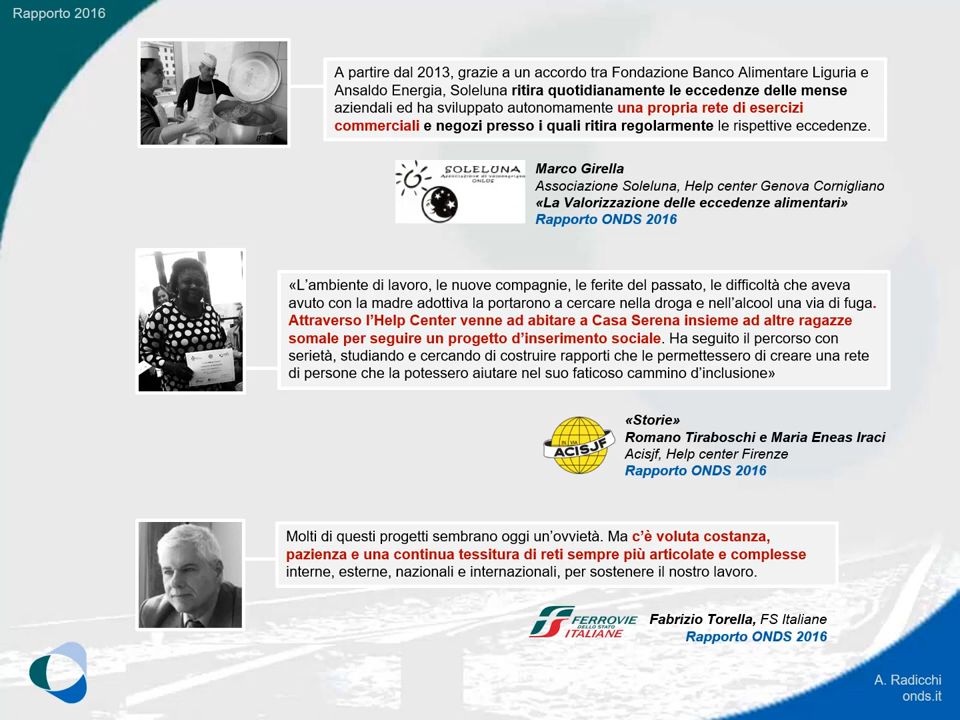 Rapporto 2016
A partire dal 2013, grazie a un accordo tra Fondazione Banco Alimentare Liguria e
Ansaldo Energia, Soleluna ritira quotidianamente le eccedenze delle mense
aziendali ed ha sviluppato autonomamente una propria rete di esercizi
commerciali e negozi presso i quali ritira regolarmente le rispettive eccedenze.
SOLELUNA
Associazione di volontariato
ONLUS
Marco Girella
Associazione Soleluna, Help center Genova Cornigliano
«La Valorizzazione delle eccedenze alimentari»
Rapporto ONDS 2016
«L’ambiente di lavoro, le nuove compagnie, le ferite del passato, le difficoltà che aveva
avuto con la madre adottiva la portarono a cercare nella droga e nell’alcool una via di fuga.
Attraverso l’Help Center venne ad abitare a Casa Serena insieme ad altre ragazze
somale per seguire un progetto d’inserimento sociale. Ha seguito il percorso con
serietà, studiando e cercando di costruire rapporti che le permettessero di creare una rete
di persone che la potessero aiutare nel suo faticoso cammino d’inclusione»
IN VIA
ACISJF
«Storie»
Romano Tiraboschi e Maria Eneas Iraci
Acisjf, Help center Firenze
Rapporto ONDS 2016
Molti di questi progetti sembrano oggi un’ovvietà. Ma c’è voluta costanza,
pazienza e una continua tessitura di reti sempre più articolate e complesse
interne, esterne, nazionali e internazionali, per sostenere il nostro lavoro.
FERROVIE
DELLO STATO
ITALIANE
Fabrizio Torella, FS Italiane
Rapporto ONDS 2016
A. Radicchi
onds.it